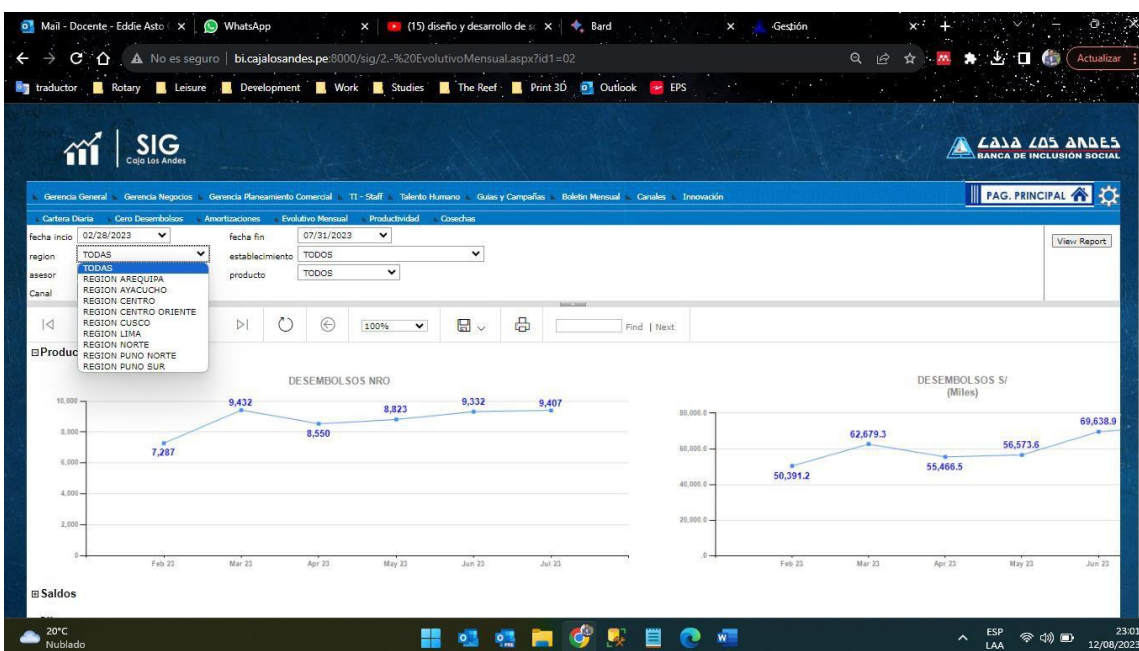 Mail - Docente - Eddie Asto
WhatsApp
(15) diseño y desarrollo de so
Bard
Gestión
No es seguro | bi.cajalosandes.pe:8000/sig/2.-%20EvolutivoMensual.aspx?id1=02
Actualizar
traductor Rotary Leisure Development Work Studies The Reef Print 3D Outlook EPS
SIG
Caja Los Andes
CAJA LOS ANDES
BANCA DE INCLUSIÓN SOCIAL
Gerencia General Gerencia Negocios Gerencia Planeamiento Comercial TI - Staff Talento Humano Guias y Campañas Boletin Mensual Canales Innovación
PAG. PRINCIPAL
Cartera Diaria Cero Desembolsos Amortizaciones Evolutivo Mensual Productividad Cosechas
fecha incio 02/28/2023 fecha fin 07/31/2023
View Report
region TODAS establecimiento TODOS
asesor producto TODOS
Canal
TODAS
REGION AREQUIPA
REGION AYACUCHO
REGION CENTRO
REGION CENTRO ORIENTE
REGION CUSCO
REGION LIMA
REGION NORTE
REGION PUNO NORTE
REGION PUNO SUR
100% Find | Next
Produc
DESEMBOLSOS NRO
10,000
8,000
6,000
4,000
2,000
0
7,287
9,432
8,550
8,823
9,332
9,407
Feb 23 Mar 23 Apr 23 May 23 Jun 23 Jul 23
DESEMBOLSOS S/
(Miles)
80,000.0
60,000.0
40,000.0
20,000.0
.0
50,391.2
62,679.3
55,466.5
56,573.6
69,638.9
Feb 23 Mar 23 Apr 23 May 23 Jun 23
Saldos
20°C
Nublado
ESP
LAA
23:01
12/08/2023